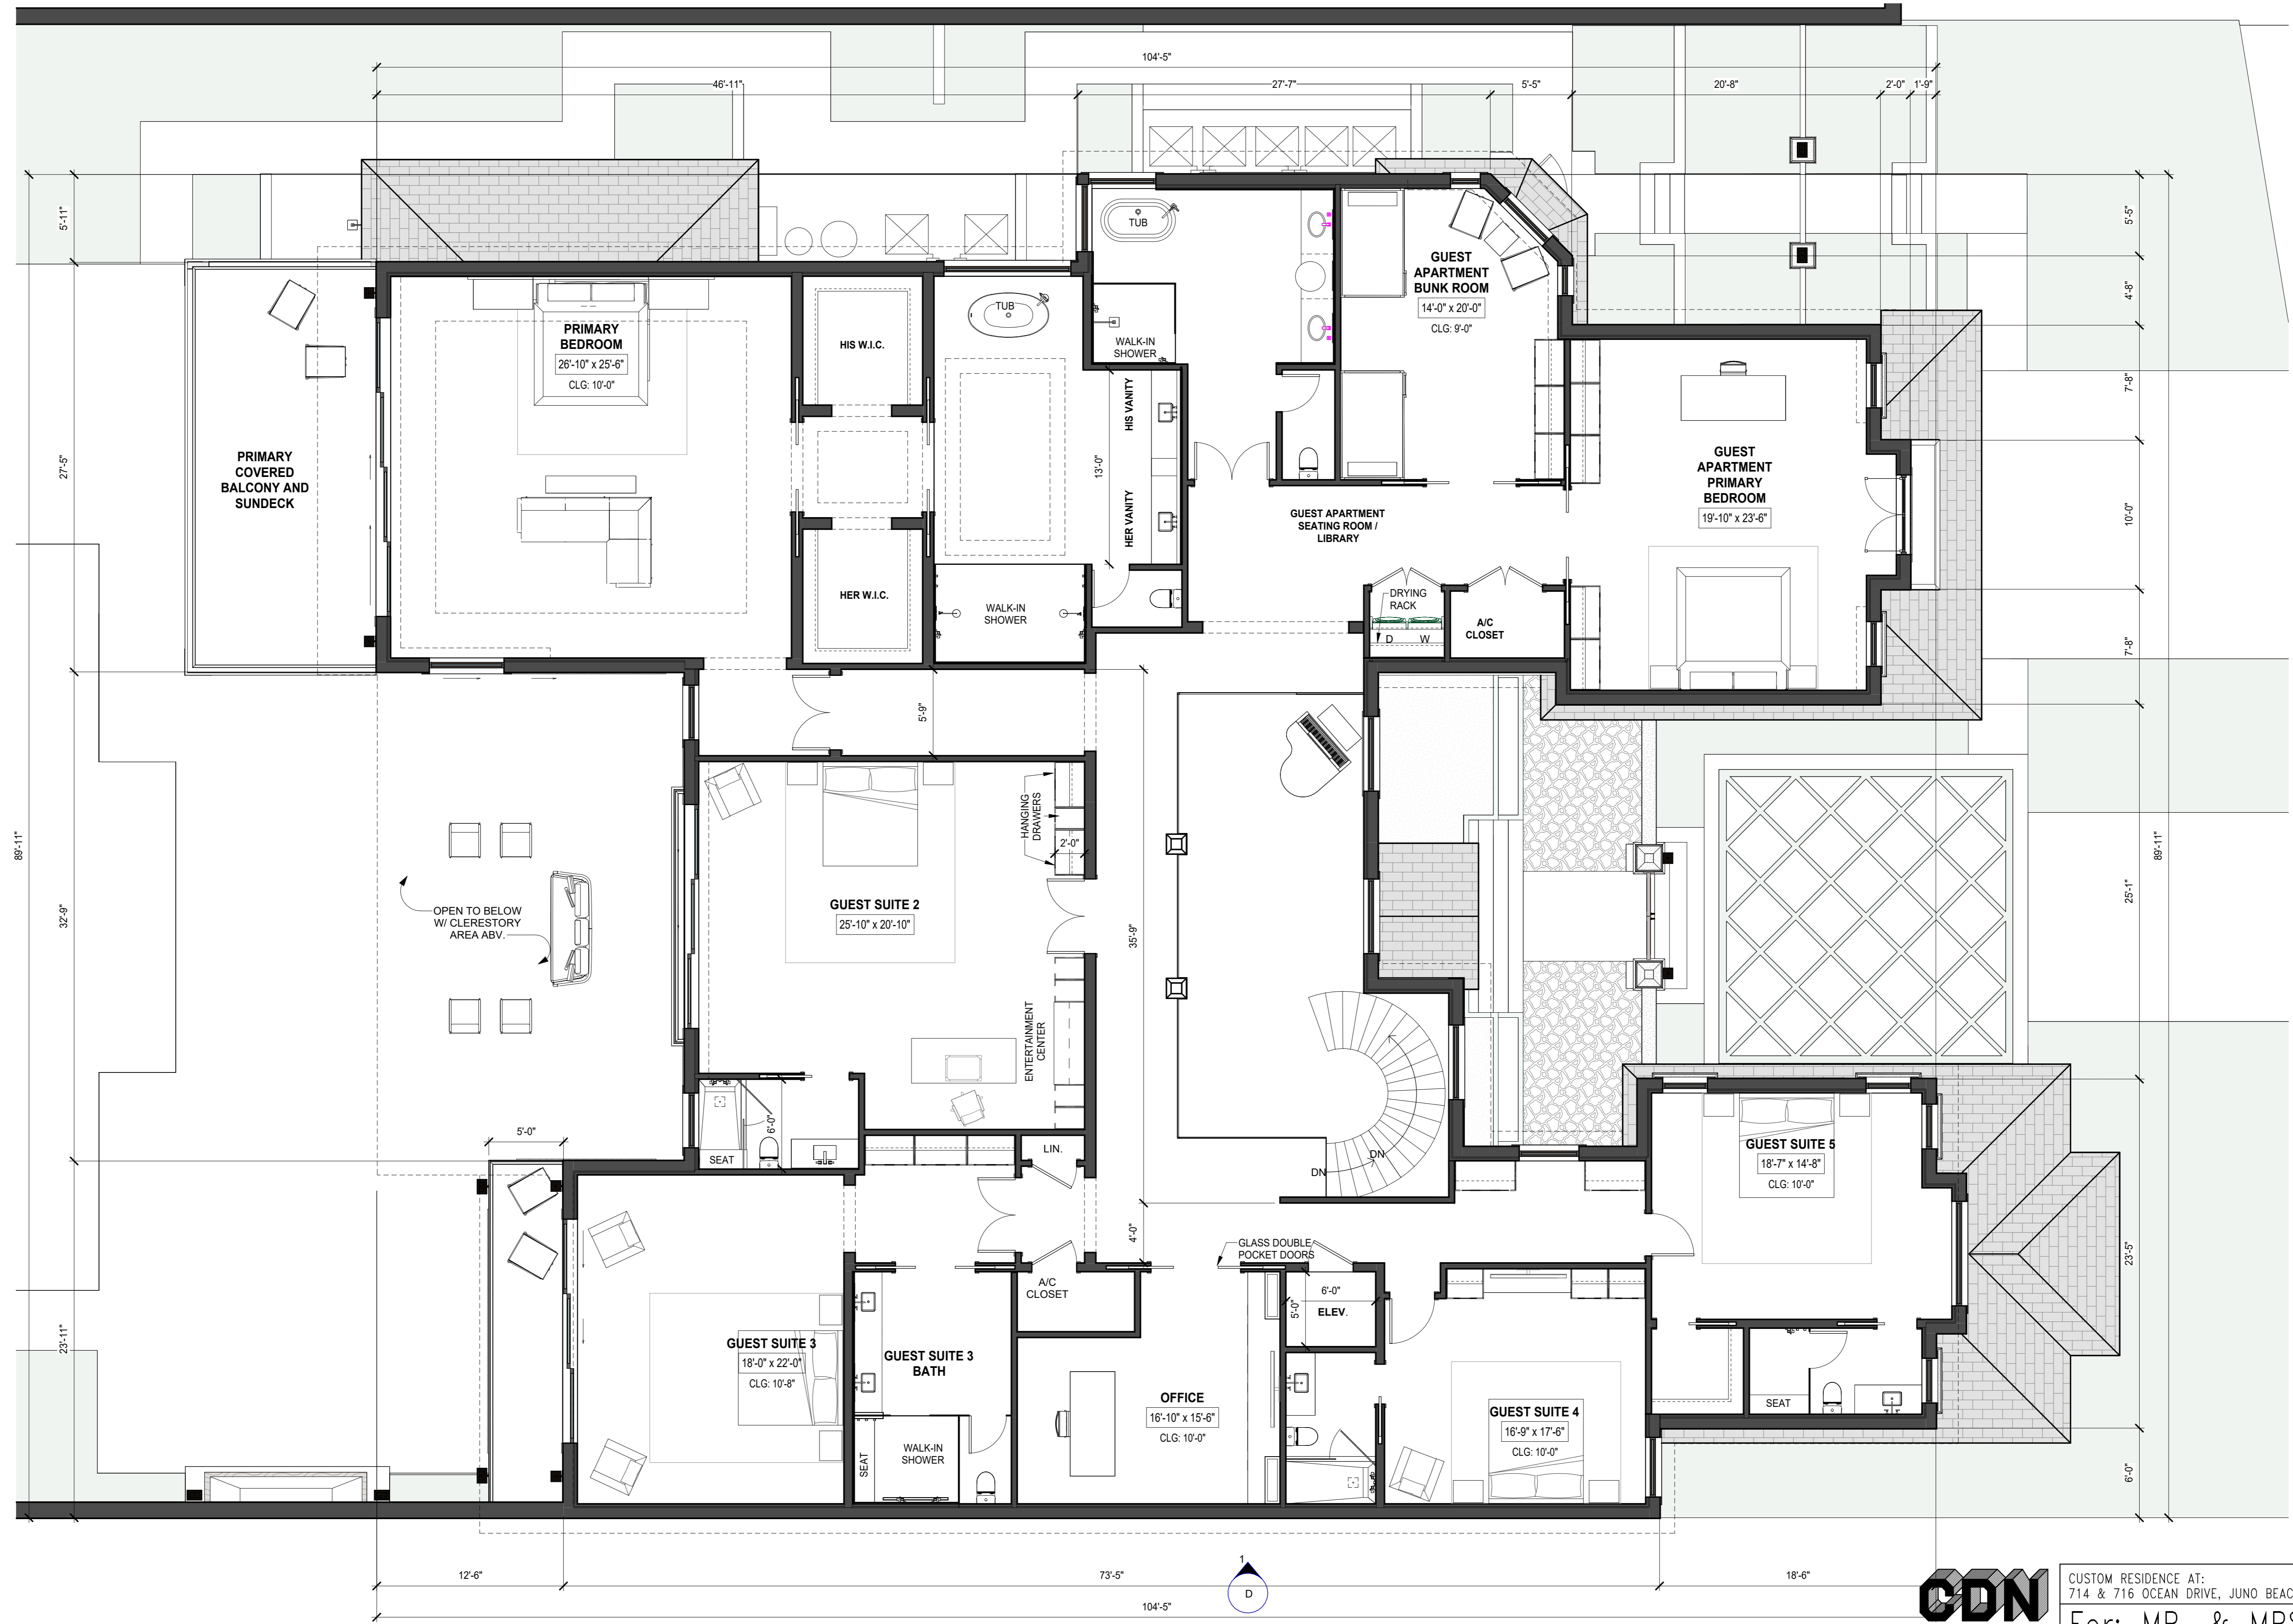 104'-5"
46'-11"
27'-7"
5'-5"
20'-8"
2'-0"
1'-9"
5'-11"
27'-5"
32'-9"
23'-11"
89'-11"
5'-5"
4'-8"
7'-8"
10'-0"
7'-8"
25'-1"
23'-5"
6'-0"
89'-11"
PRIMARY
COVERED
BALCONY AND
SUNDECK
PRIMARY
BEDROOM
26'-10" x 25'-6"
CLG: 10'-0"
HIS W.I.C.
HER W.I.C.
TUB
WALK-IN
SHOWER
HIS VANITY
13'-0"
HER VANITY
TUB
WALK-IN
SHOWER
GUEST
APARTMENT
BUNK ROOM
14'-0" x 20'-0"
CLG: 9'-0"
GUEST
APARTMENT
PRIMARY
BEDROOM
19'-10" x 23'-6"
GUEST APARTMENT
SEATING ROOM /
LIBRARY
DRYING
RACK
D
W
A/C
CLOSET
5'-9"
HANGING
DRAWERS
2'-0"
GUEST SUITE 2
25'-10" x 20'-10"
ENTERTAINMENT
CENTER
OPEN TO BELOW
W/ CLERESTORY
AREA ABV.
35'-9"
5'-0"
6'-0"
SEAT
LIN.
DN
DN
4'-0"
GLASS DOUBLE
POCKET DOORS
GUEST SUITE 5
18'-7" x 14'-8"
CLG: 10'-0"
SEAT
A/C
CLOSET
6'-0"
5'-0"
ELEV.
GUEST SUITE 3
18'-0" x 22'-0"
CLG: 10'-8"
GUEST SUITE 3
BATH
SEAT
WALK-IN
SHOWER
OFFICE
16'-10" x 15'-6"
CLG: 10'-0"
GUEST SUITE 4
16'-9" x 17'-6"
CLG: 10'-0"
12'-6"
73'-5"
18'-6"
104'-5"
1
D
CDN
CUSTOM RESIDENCE AT:
714 & 716 OCEAN DRIVE, JUNO BEAC
For: MR. & MRS